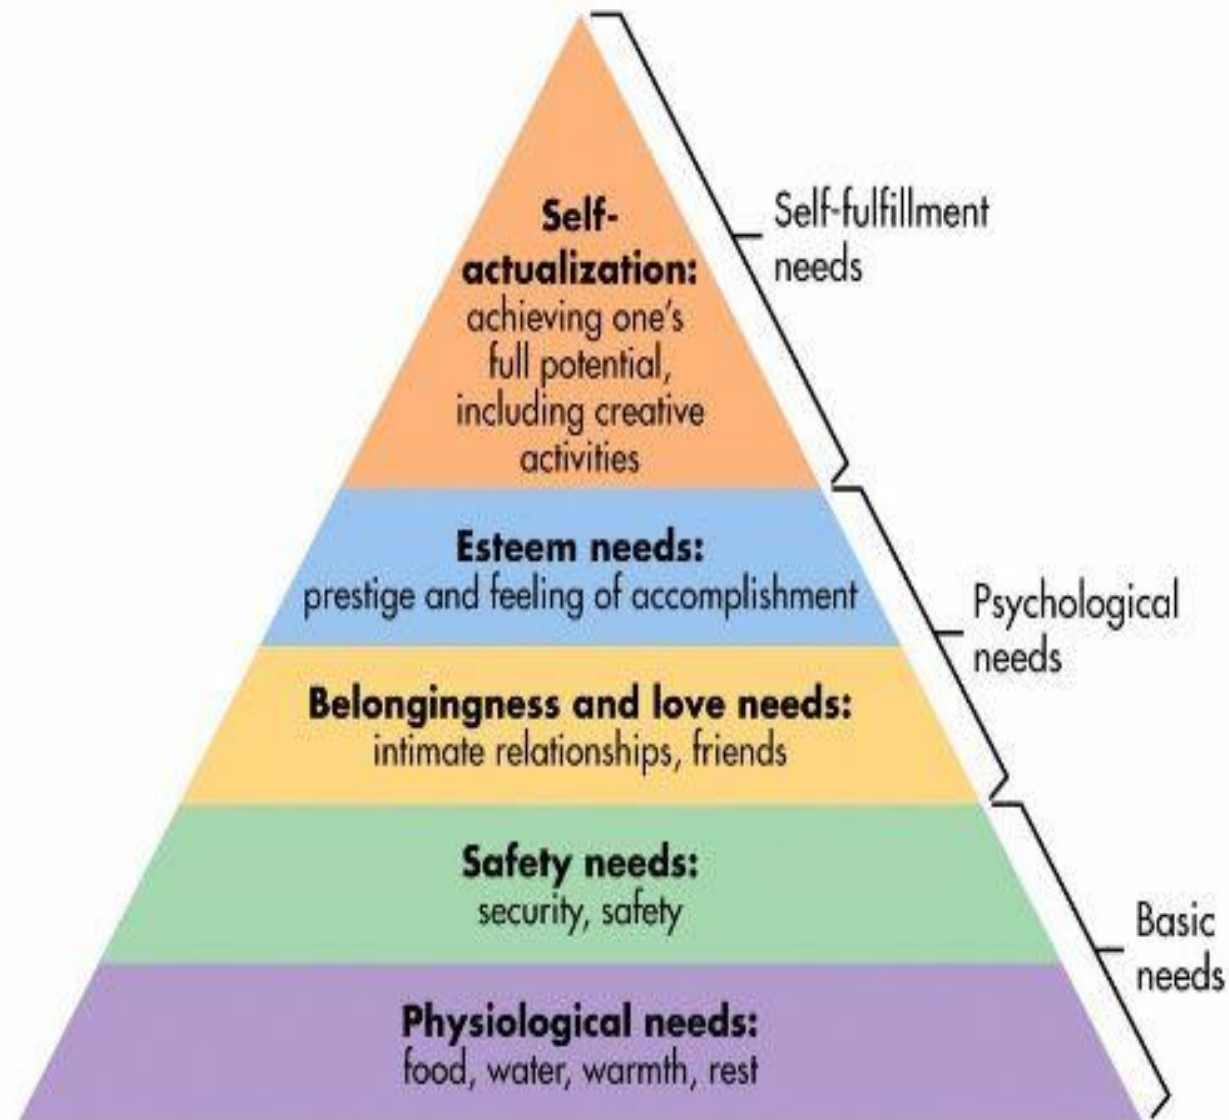 Self-
actualization:
achieving one's
full potential,
including creative
activities
Self-fulfillment
needs
Esteem needs:
prestige and feeling of accomplishment
Belongingness and love needs:
intimate relationships, friends
Psychological
needs
Safety needs:
security, safety
Physiological needs:
food, water, warmth, rest
Basic
needs